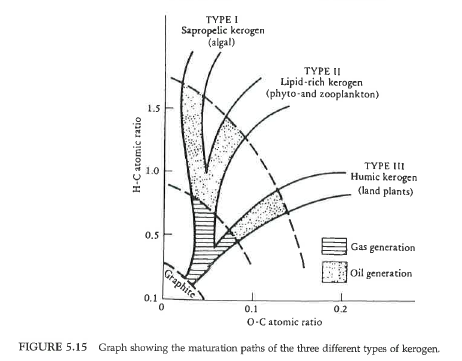 TYPE I
Sapropelic kerogen
(algal)
TYPE II
Lipid-rich kerogen
(phyto-and zooplankton)
TYPE III
Humic kerogen
(land plants)
H-C atomic ratio
1.5
1.0
0.5
0.1
Graphite
Gas generation
Oil generation
0
0.1
0.2
O-C atomic ratio
FIGURE 5.15 Graph showing the maturation paths of the three different types of kerogen.